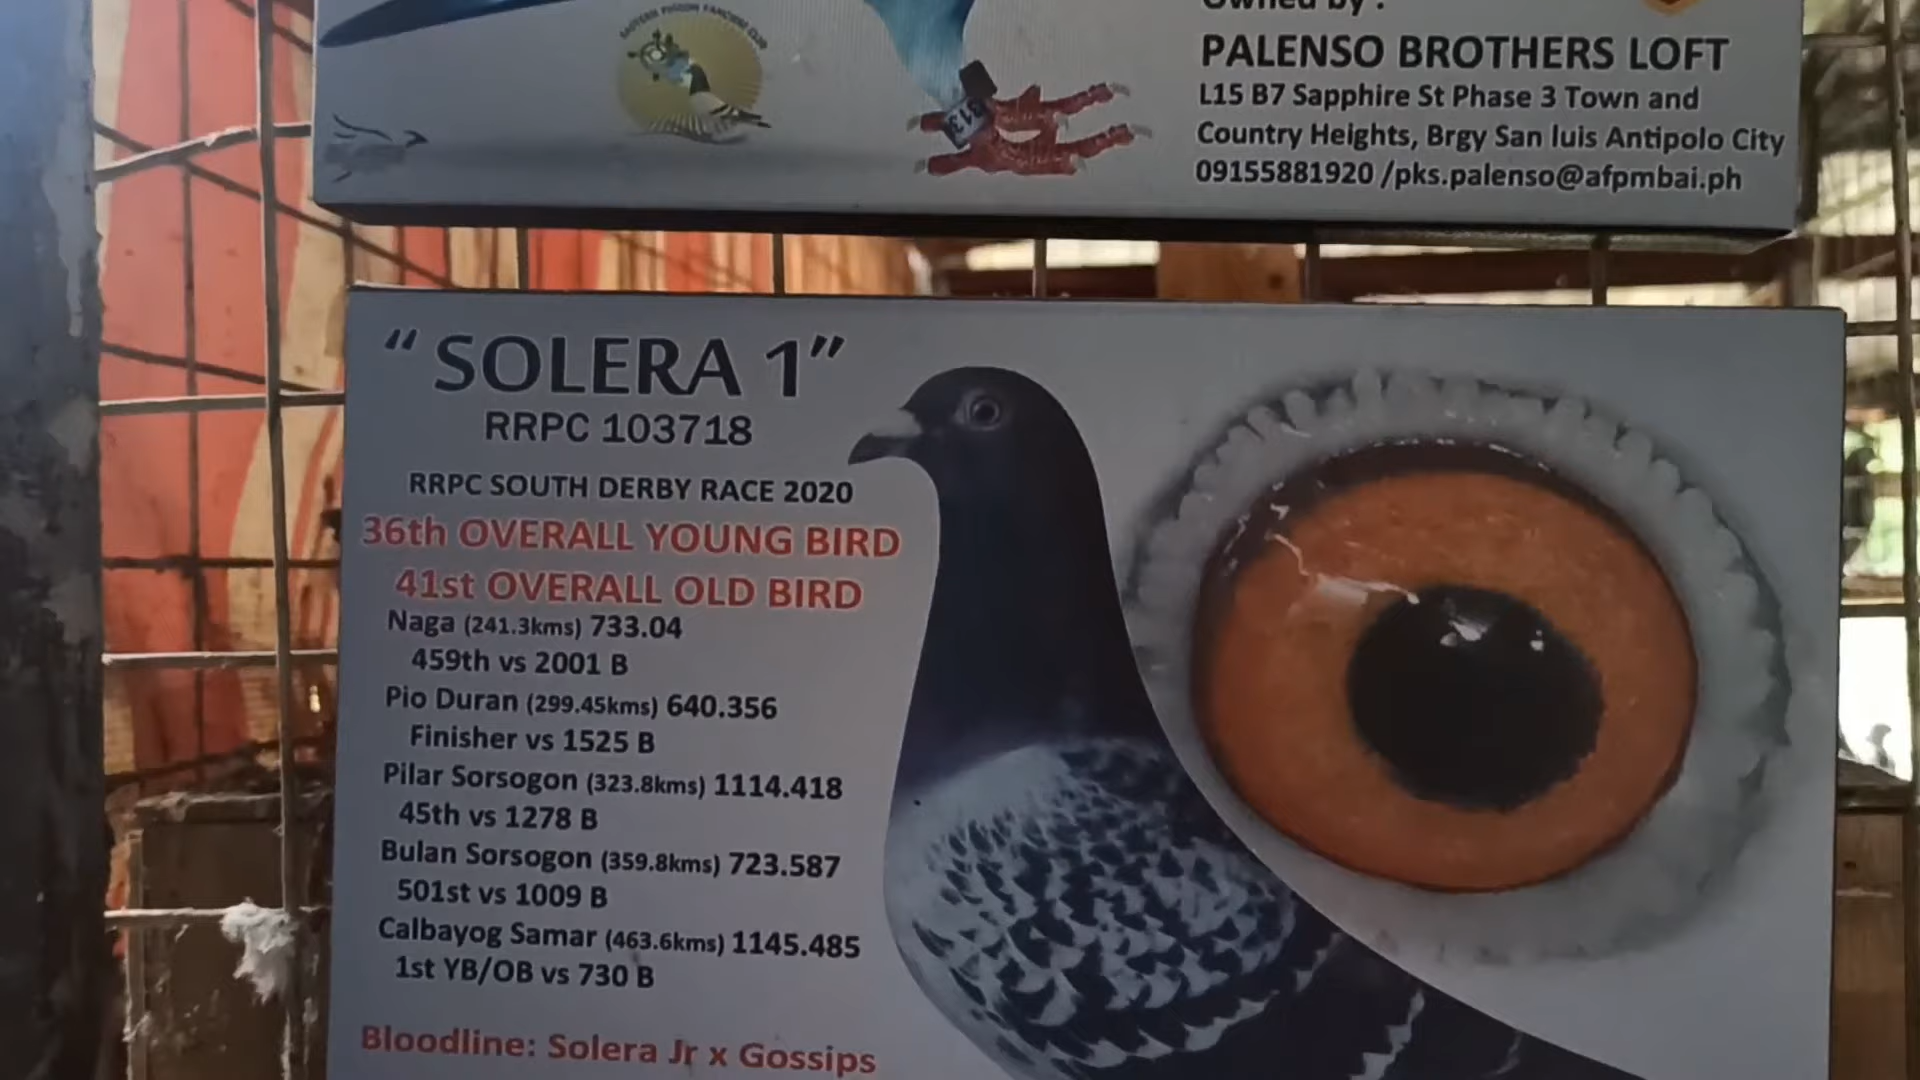 Owned by :
PALENSO BROTHERS LOFT
L15 B7 Sapphire St Phase 3 Town and
Country Heights, Brgy San luis Antipolo City
09155881920 /pks.palenso@afpmbai.ph
313
“SOLERA 1”
RRPC 103718
RRPC SOUTH DERBY RACE 2020
36th OVERALL YOUNG BIRD
41st OVERALL OLD BIRD
Naga (241.3kms) 733.04
459th vs 2001 B
Pio Duran (299.45kms) 640.356
Finisher vs 1525 B
Pilar Sorsogon (323.8kms) 1114.418
45th vs 1278 B
Bulan Sorsogon (359.8kms) 723.587
501st vs 1009 B
Calbayog Samar (463.6kms) 1145.485
1st YB/OB vs 730 B
Bloodline: Solera Jr x Gossips